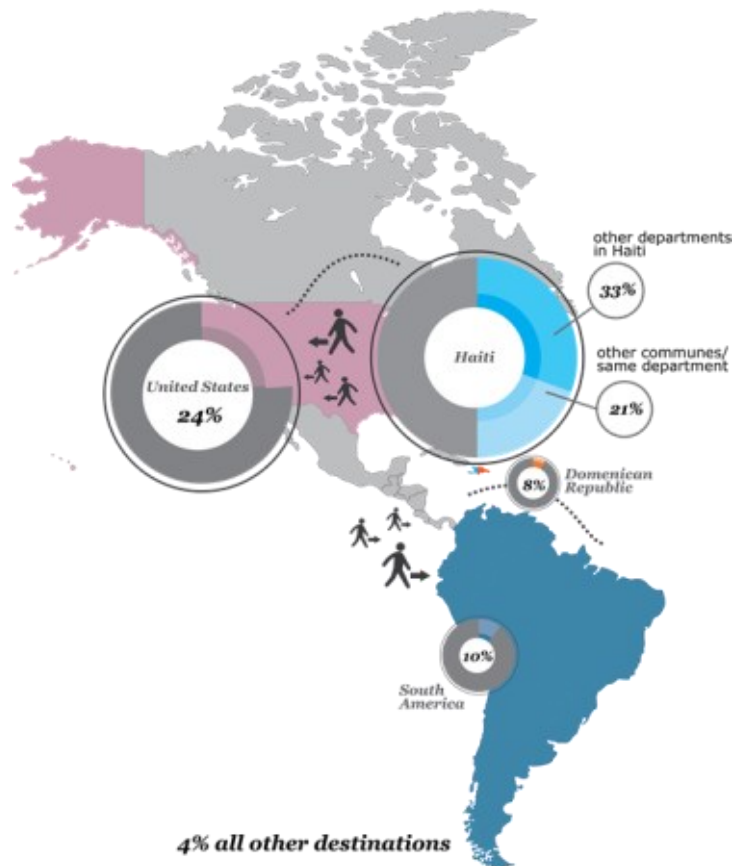 other departments
in Haiti
33%
Haiti
other communes/
same department
21%
United States
24%
8%
Domenican
Republic
10%
South
America
4% all other destinations